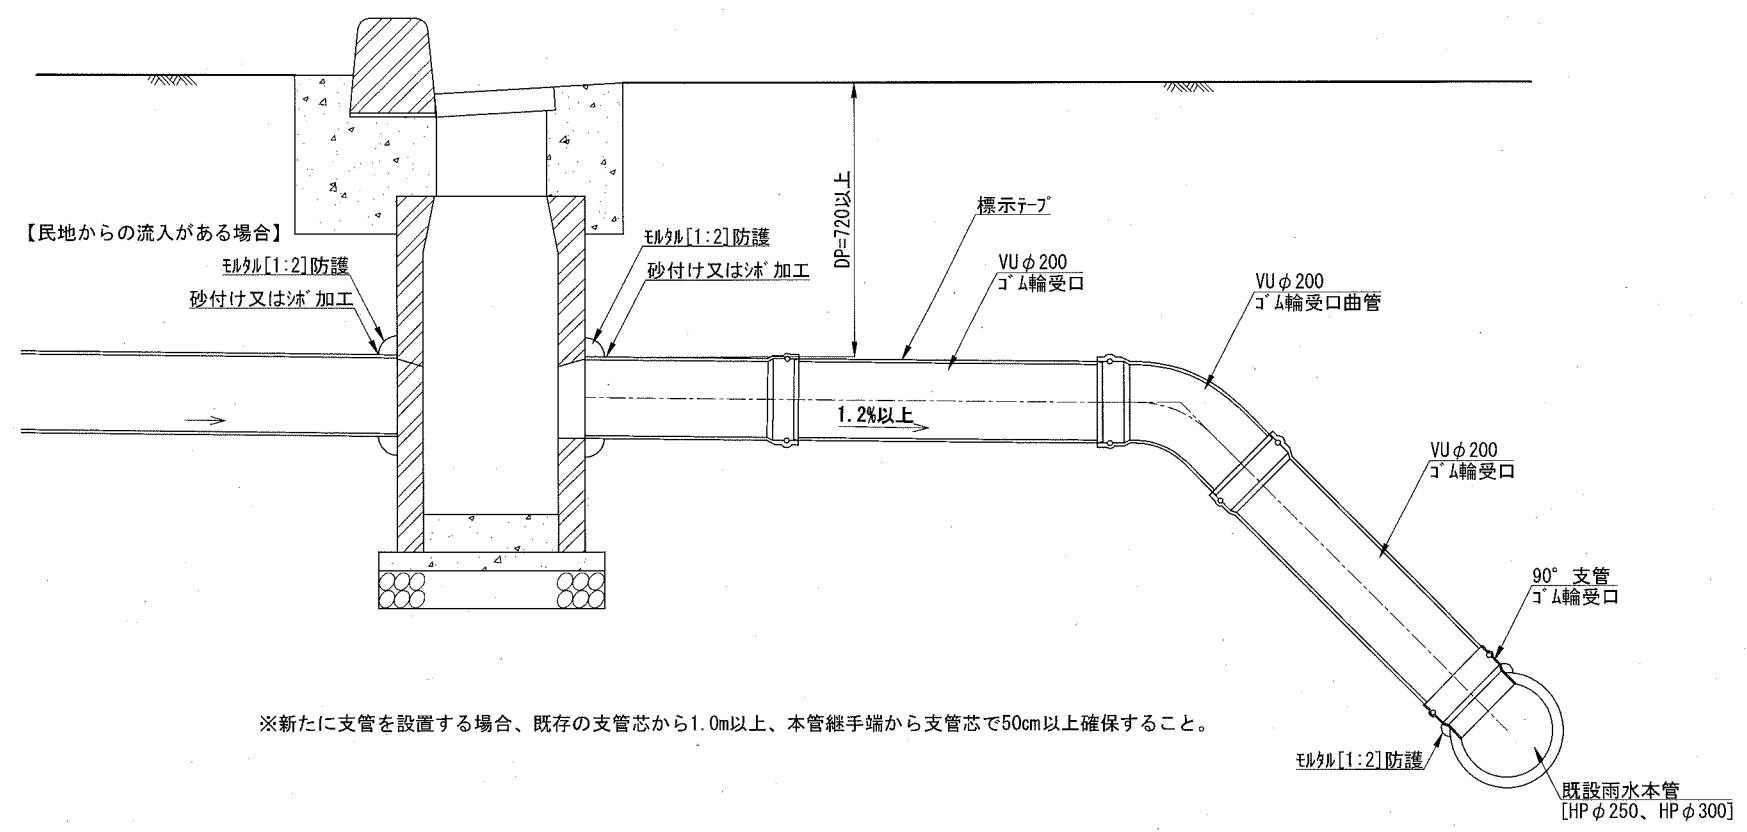 【民地からの流入がある場合】
ﾓﾙﾀﾙ[1:2]防護
砂付け又はｼﾎﾞ加工
ﾓﾙﾀﾙ[1:2]防護
砂付け又はｼﾎﾞ加工
DP=720以上
標示ﾃｰﾌﾟ
VUφ200
ｺﾞﾑ輪受口
1.2%以上
VUφ200
ｺﾞﾑ輪受口曲管
VUφ200
ｺﾞﾑ輪受口
90° 支管
ｺﾞﾑ輪受口
※新たに支管を設置する場合、既存の支管芯から1.0m以上、本管継手端から支管芯で50cm以上確保すること。
ﾓﾙﾀﾙ[1:2]防護
既設雨水本管
[HPφ250、HPφ300]